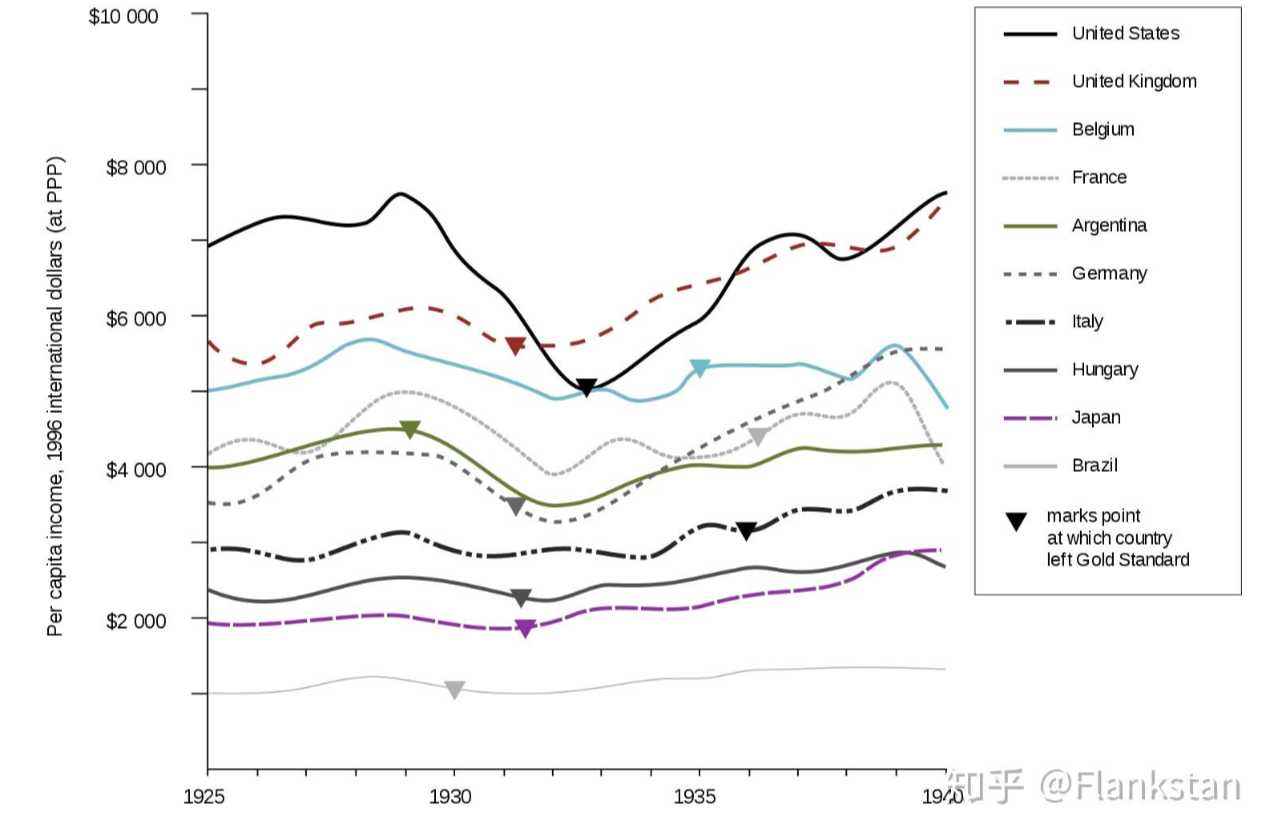 $10 000
$8 000
$6 000
$4 000
$2 000
Per capita income, 1996 international dollars (at PPP)
1925
1930
1935
1940
United States
United Kingdom
Belgium
France
Argentina
Germany
Italy
Hungary
Japan
Brazil
marks point
at which country
left Gold Standard
知乎 @Flankstan